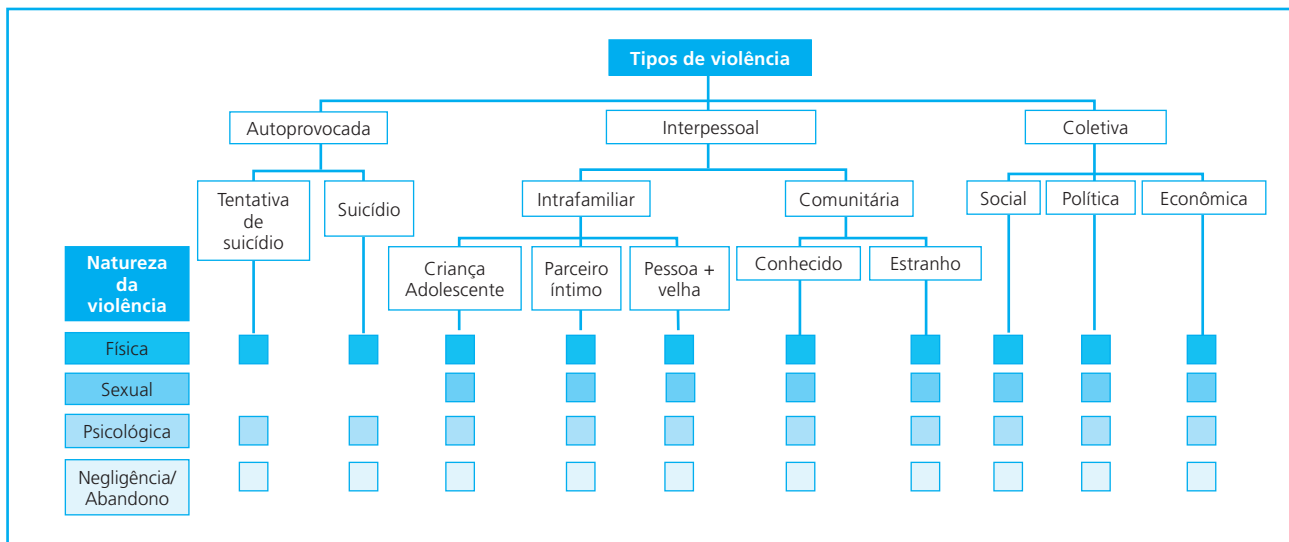 Tipos de violência
Autoprovocada
Interpessoal
Coletiva
Tentativa
de
suicídio
Suicídio
Intrafamiliar
Comunitária
Social
Política
Econômica
Criança
Adolescente
Parceiro
íntimo
Pessoa +
velha
Conhecido
Estranho
Natureza
da
violência
Física
Sexual
Psicológica
Negligência/
Abandono